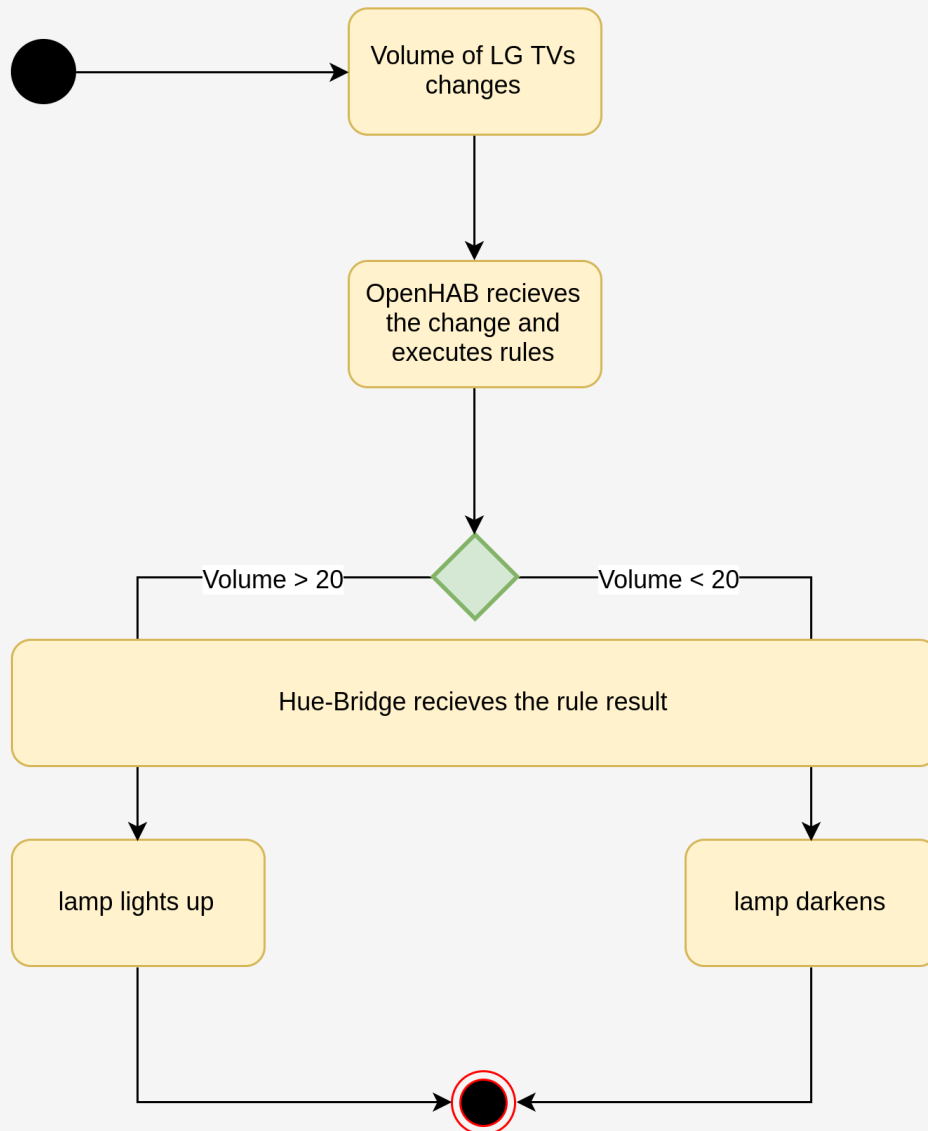 Volume of LG TVs
changes
OpenHAB recieves
the change and
executes rules
Volume > 20
Volume < 20
Hue-Bridge recieves the rule result
lamp lights up
lamp darkens